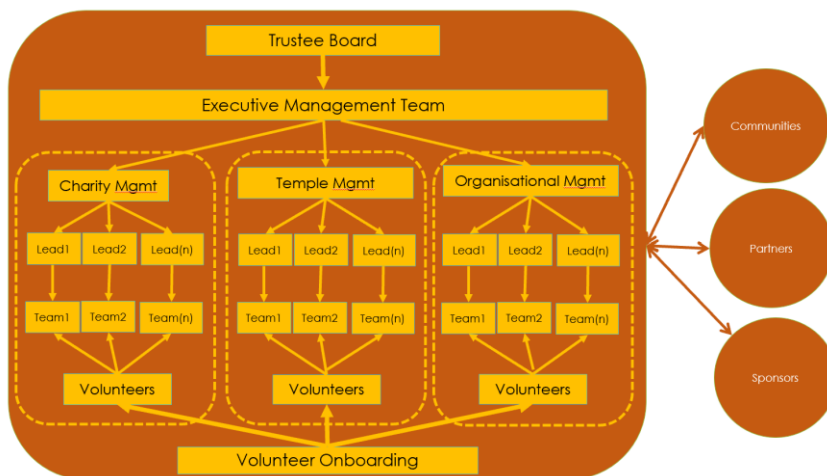 Trustee Board
Executive Management Team
Communities
Charity Mgmt
Temple Mgmt
Organisational Mgmt
Lead1 Lead2 Lead(n)
Lead1 Lead2 Lead(n)
Lead1 Lead2 Lead(n)
Partners
Team1 Team2 Team(n)
Team1 Team2 Team(n)
Team1 Team2 Team(n)
Volunteers
Volunteers
Volunteers
Sponsors
Volunteer Onboarding